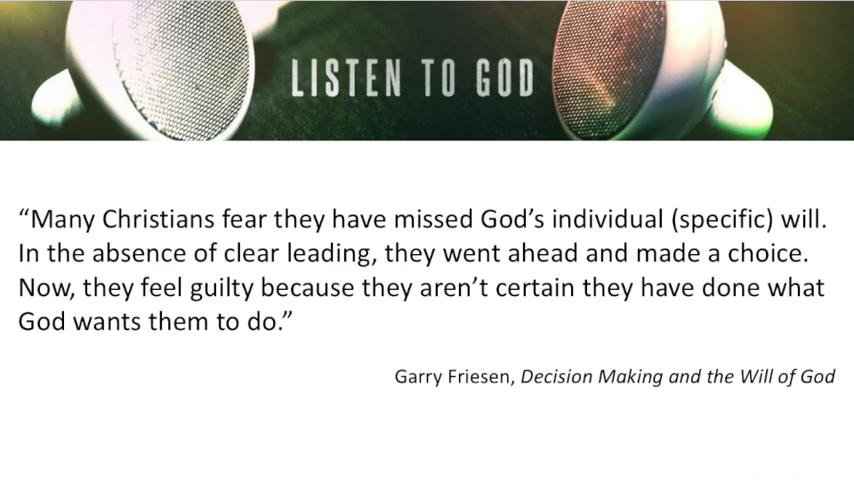 LISTEN TO GOD
“Many Christians fear they have missed God’s individual (specific) will.
In the absence of clear leading, they went ahead and made a choice.
Now, they feel guilty because they aren’t certain they have done what
God wants them to do.”
Garry Friesen, Decision Making and the Will of God